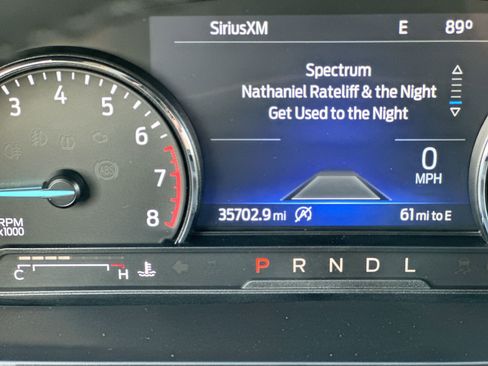 SiriusXM E 89°
Spectrum
Nathaniel Rateliff & the Night
Get Used to the Night
3 4 5 6 7 8
RPM
x1000
0
MPH
35702.9 mi 61 mi to E
C H P R N D L
ABS